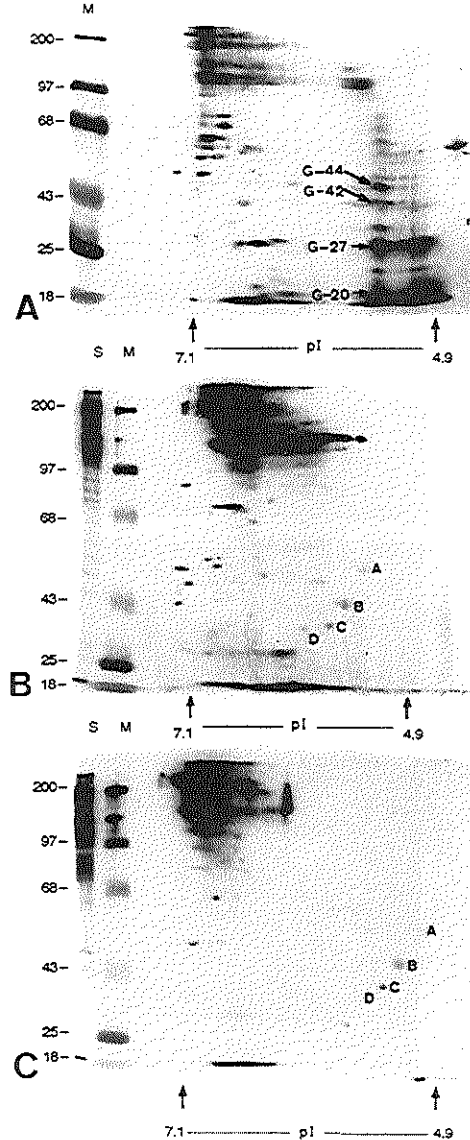 M
200–
97–
68–
43–
25–
18–
G-44
G-42
G-27
G-20
A
7.1 pI 4.9
S M
200–
97–
68–
43–
25–
18–
A
B
C
D
B
7.1 pI 4.9
S M
200–
97–
68–
43–
25–
18–
A
B
D C
C
7.1 pI 4.9